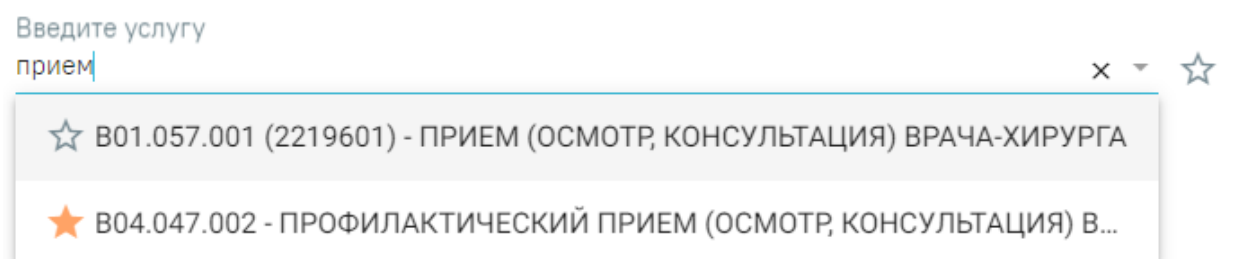 Введите услугу
прием
B01.057.001 (2219601) - ПРИЕМ (ОСМОТР, КОНСУЛЬТАЦИЯ) ВРАЧА-ХИРУРГА
B04.047.002 - ПРОФИЛАКТИЧЕСКИЙ ПРИЕМ (ОСМОТР, КОНСУЛЬТАЦИЯ) В...